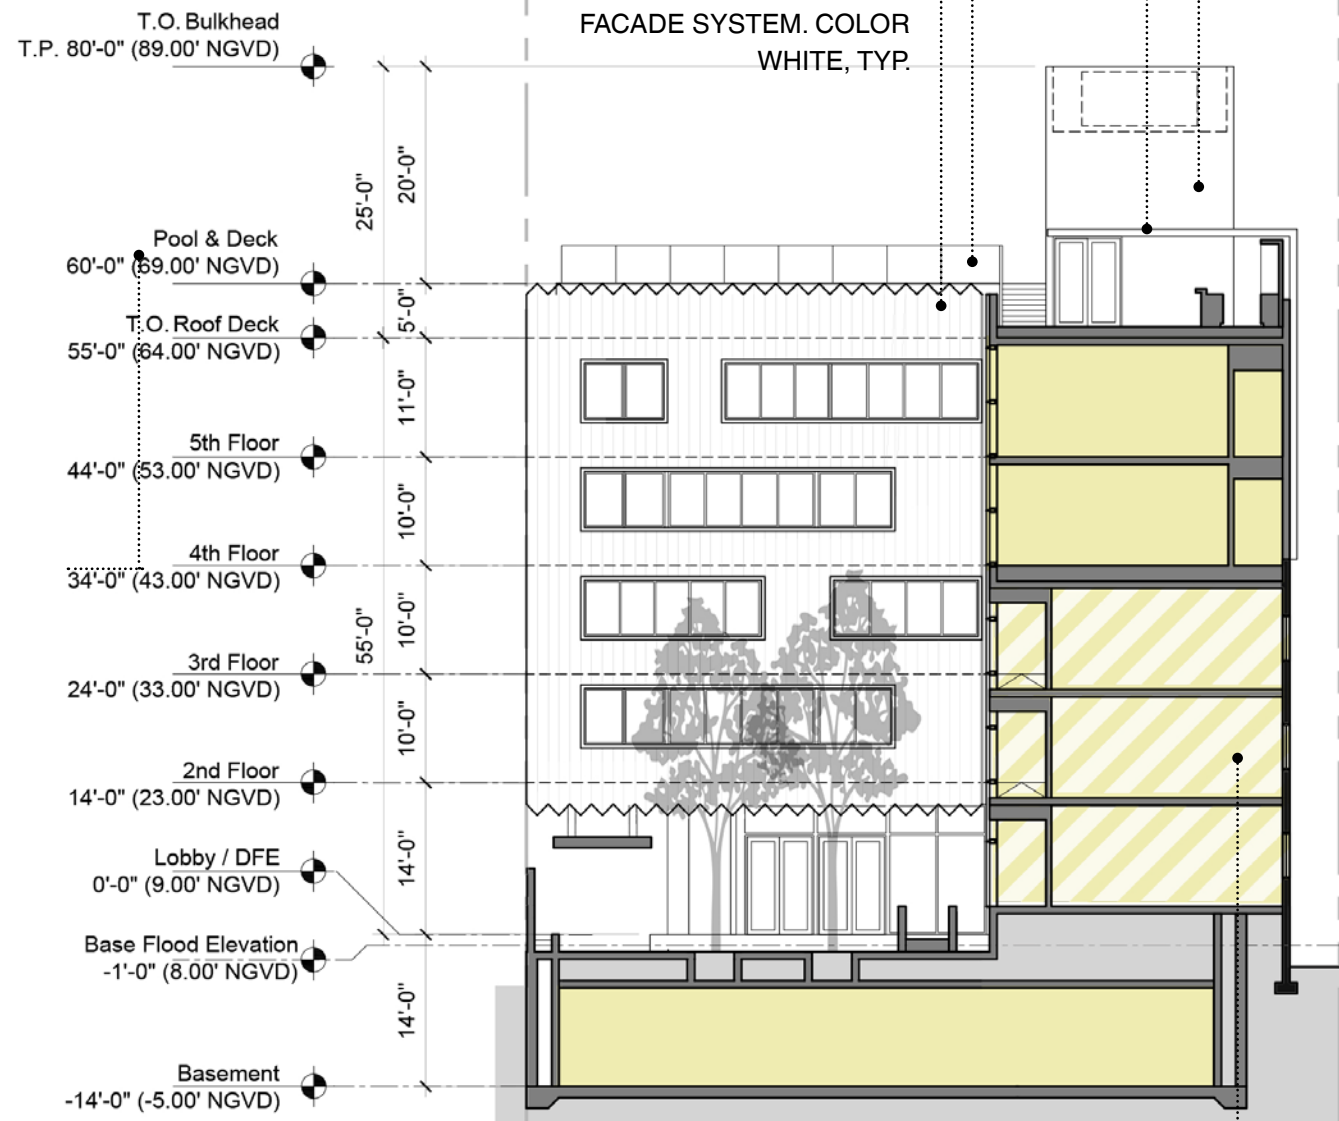 T.O. Bulkhead
T.P. 80'-0" (89.00' NGVD)
FACADE SYSTEM. COLOR
WHITE, TYP.
20'-0"
25'-0"
Pool & Deck
60'-0" (69.00' NGVD)
5'-0"
T.O. Roof Deck
55'-0" (64.00' NGVD)
11'-0"
5th Floor
44'-0" (53.00' NGVD)
10'-0"
4th Floor
34'-0" (43.00' NGVD)
10'-0"
55'-0"
3rd Floor
24'-0" (33.00' NGVD)
10'-0"
2nd Floor
14'-0" (23.00' NGVD)
14'-0"
Lobby / DFE
0'-0" (9.00' NGVD)
Base Flood Elevation
-1'-0" (8.00' NGVD)
14'-0"
Basement
-14'-0" (-5.00' NGVD)